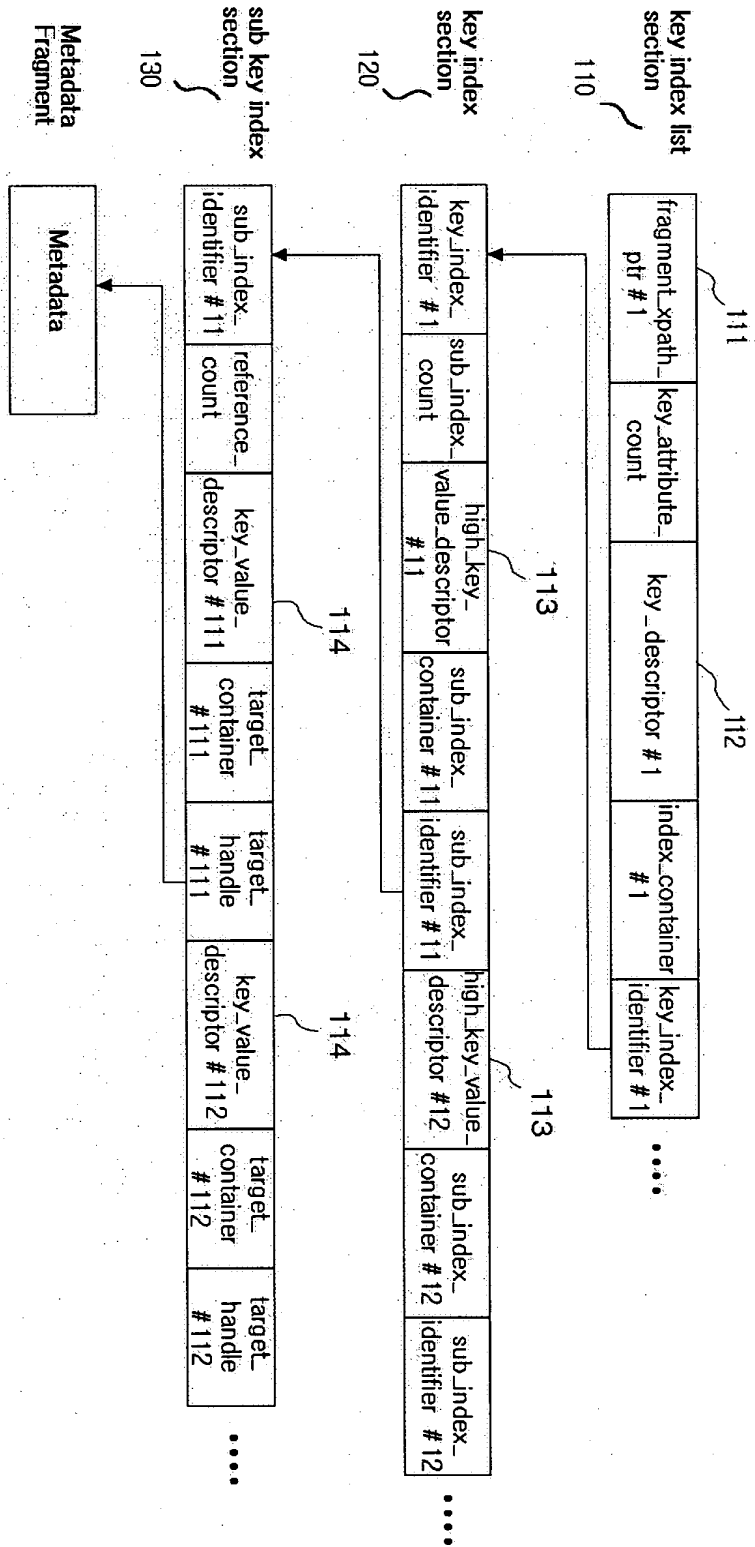 key index list
section
110
fragment_xpath_
ptr #1
111
key_attribute_
count
key_descriptor #1
112
index_container
#1
key_index_
identifier #1
• • • •
key index
section
120
key_index_
identifier #1
sub_index_
count
high_key_
value_descriptor
#11
113
sub_index_
container #11
sub_index_
identifier #11
high_key_value_
descriptor #12
113
sub_index_
container #12
sub_index_
identifier #12
• • • •
sub key index
section
130
sub_index_
identifier #11
reference_
count
key_value_
descriptor #111
114
target_
container
#111
target_
handle
#111
key_value_
descriptor #112
114
target_
container
#112
target_
handle
#112
• • • •
Metadata
Fragment
Metadata